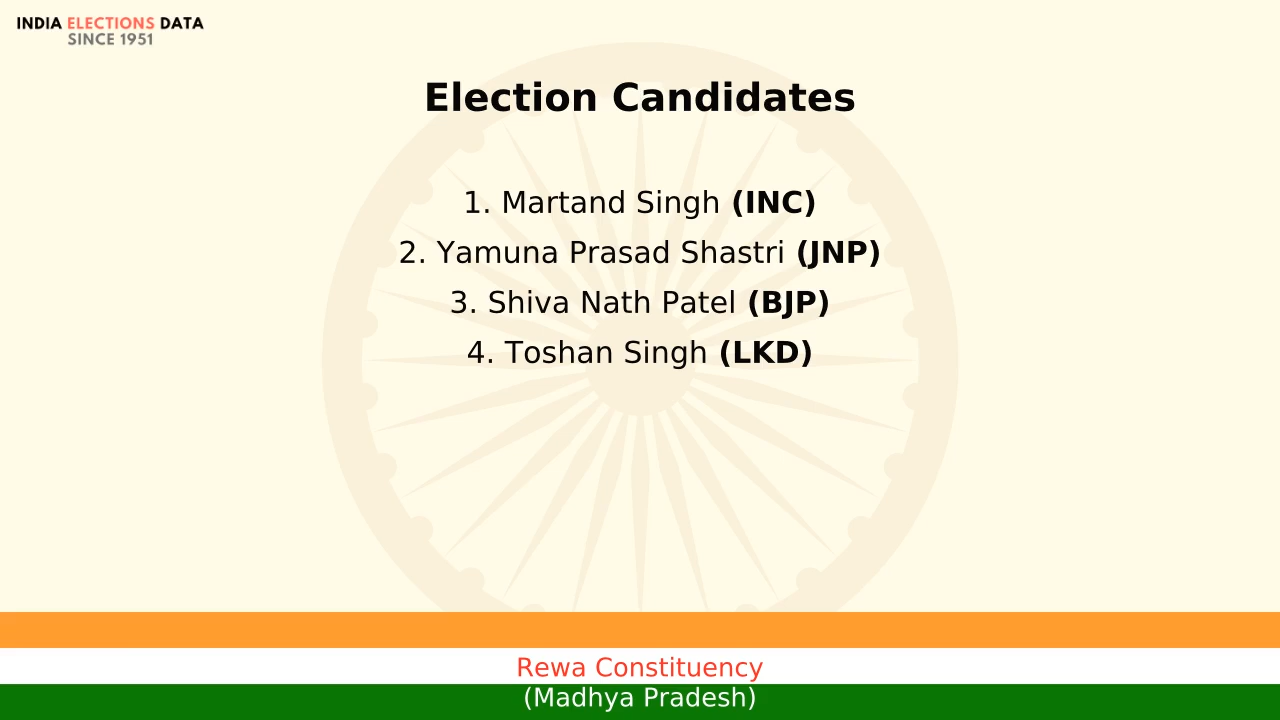 INDIA ELECTIONS DATA
SINCE 1951
Election Candidates
1. Martand Singh (INC)
2. Yamuna Prasad Shastri (JNP)
3. Shiva Nath Patel (BJP)
4. Toshan Singh (LKD)
Rewa Constituency
(Madhya Pradesh)